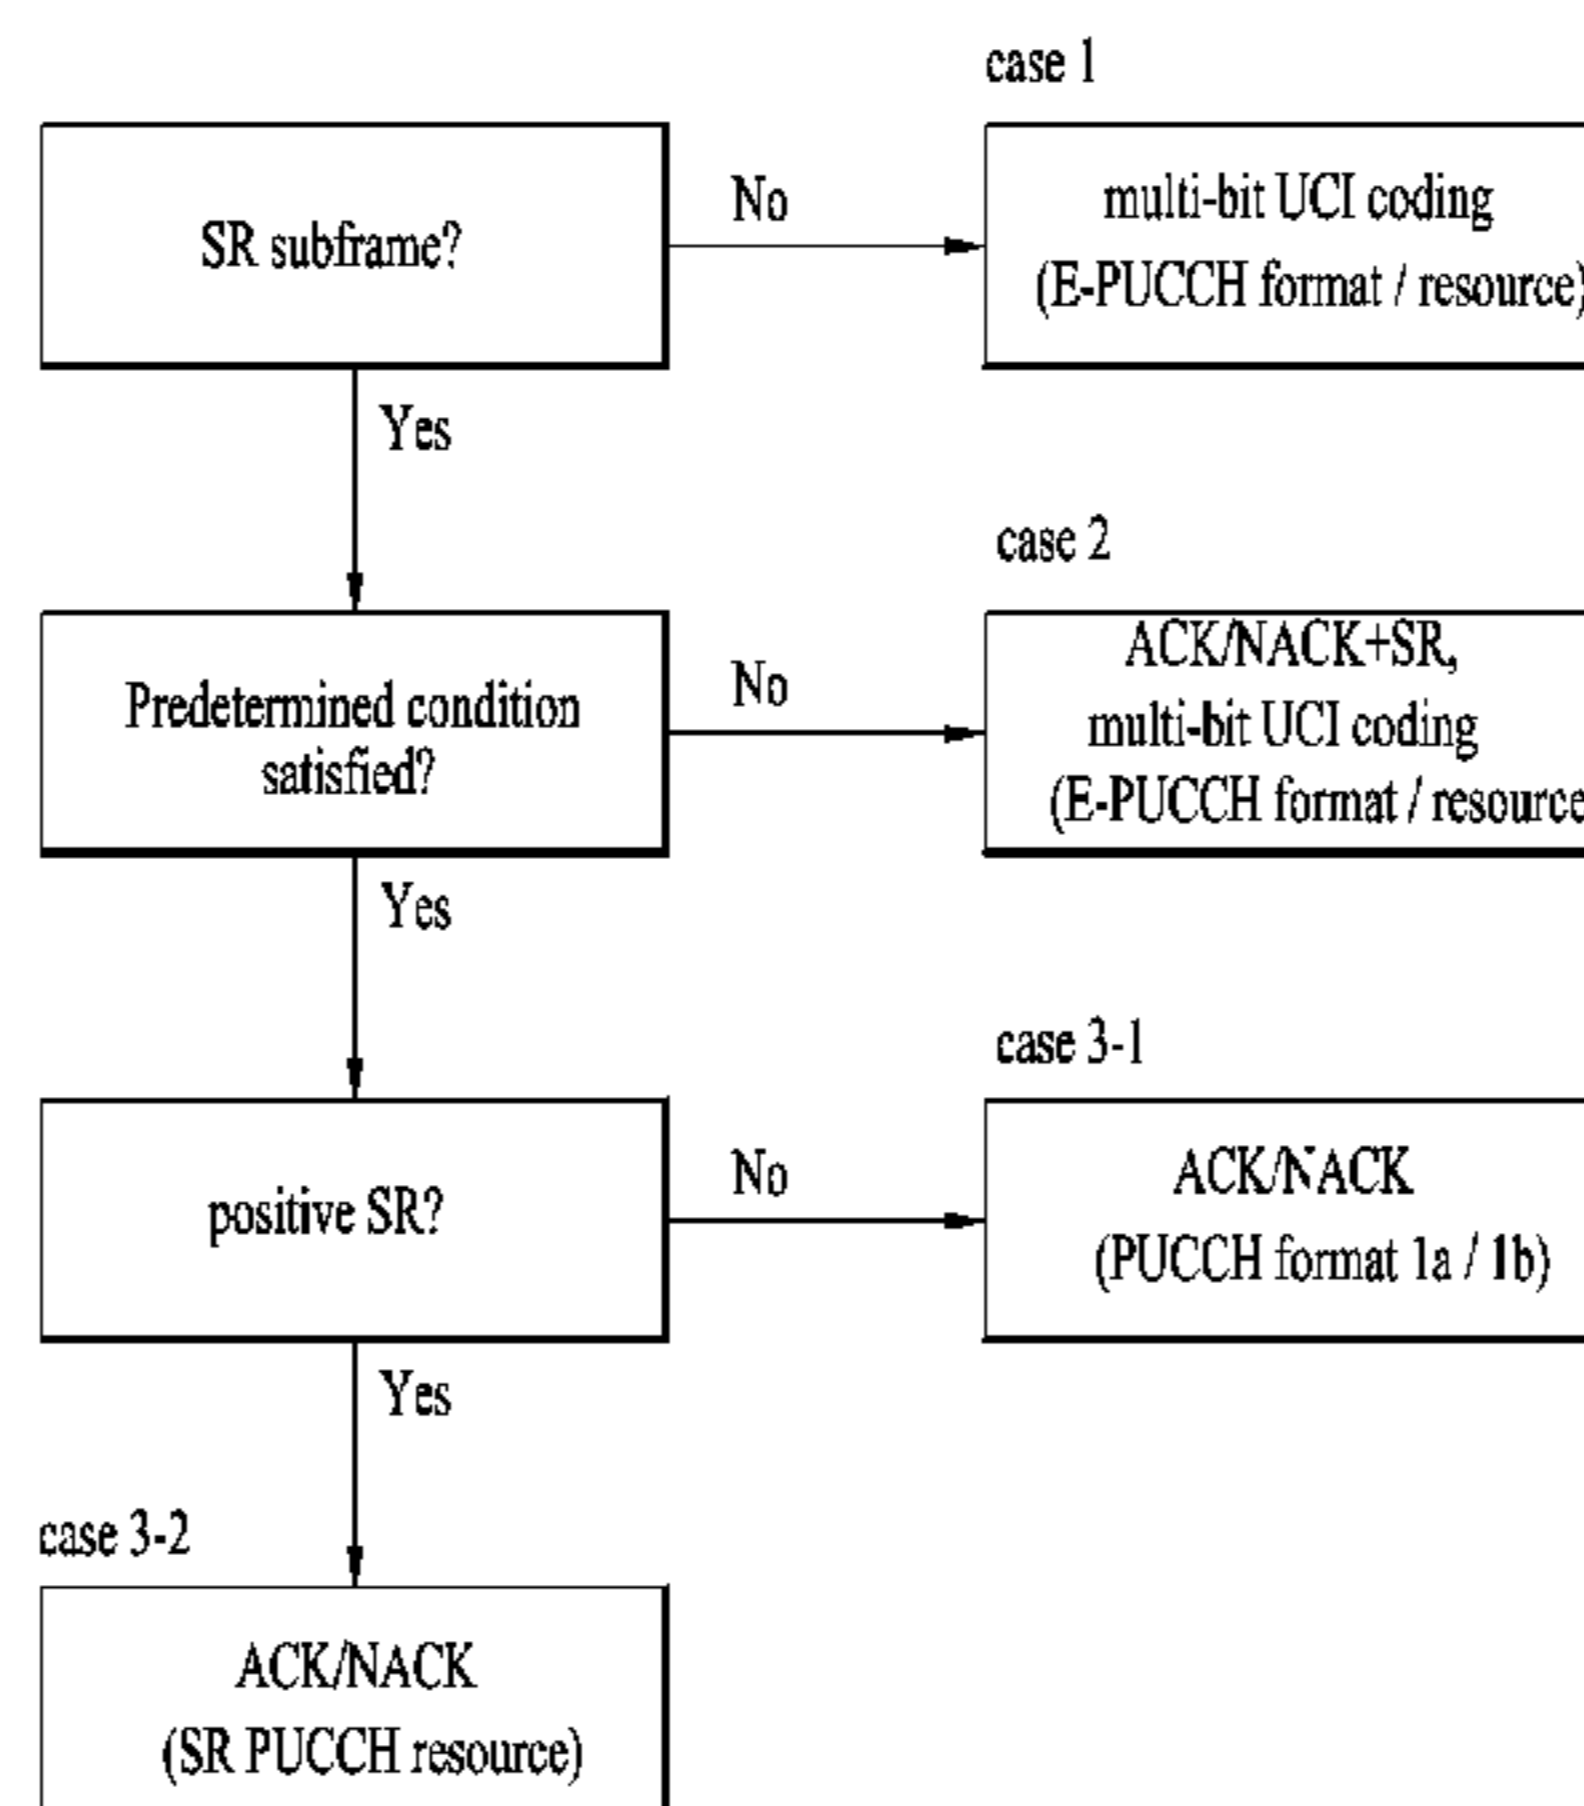 case 1
SR subframe?
No
multi-bit UCI coding
(E-PUCCH format / resource)
Yes
case 2
Predetermined condition
satisfied?
No
ACK/NACK+SR,
multi-bit UCI coding
(E-PUCCH format / resource
Yes
case 3-1
positive SR?
No
ACK/NACK
(PUCCH format 1a / 1b)
Yes
case 3-2
ACK/NACK
(SR PUCCH resource)